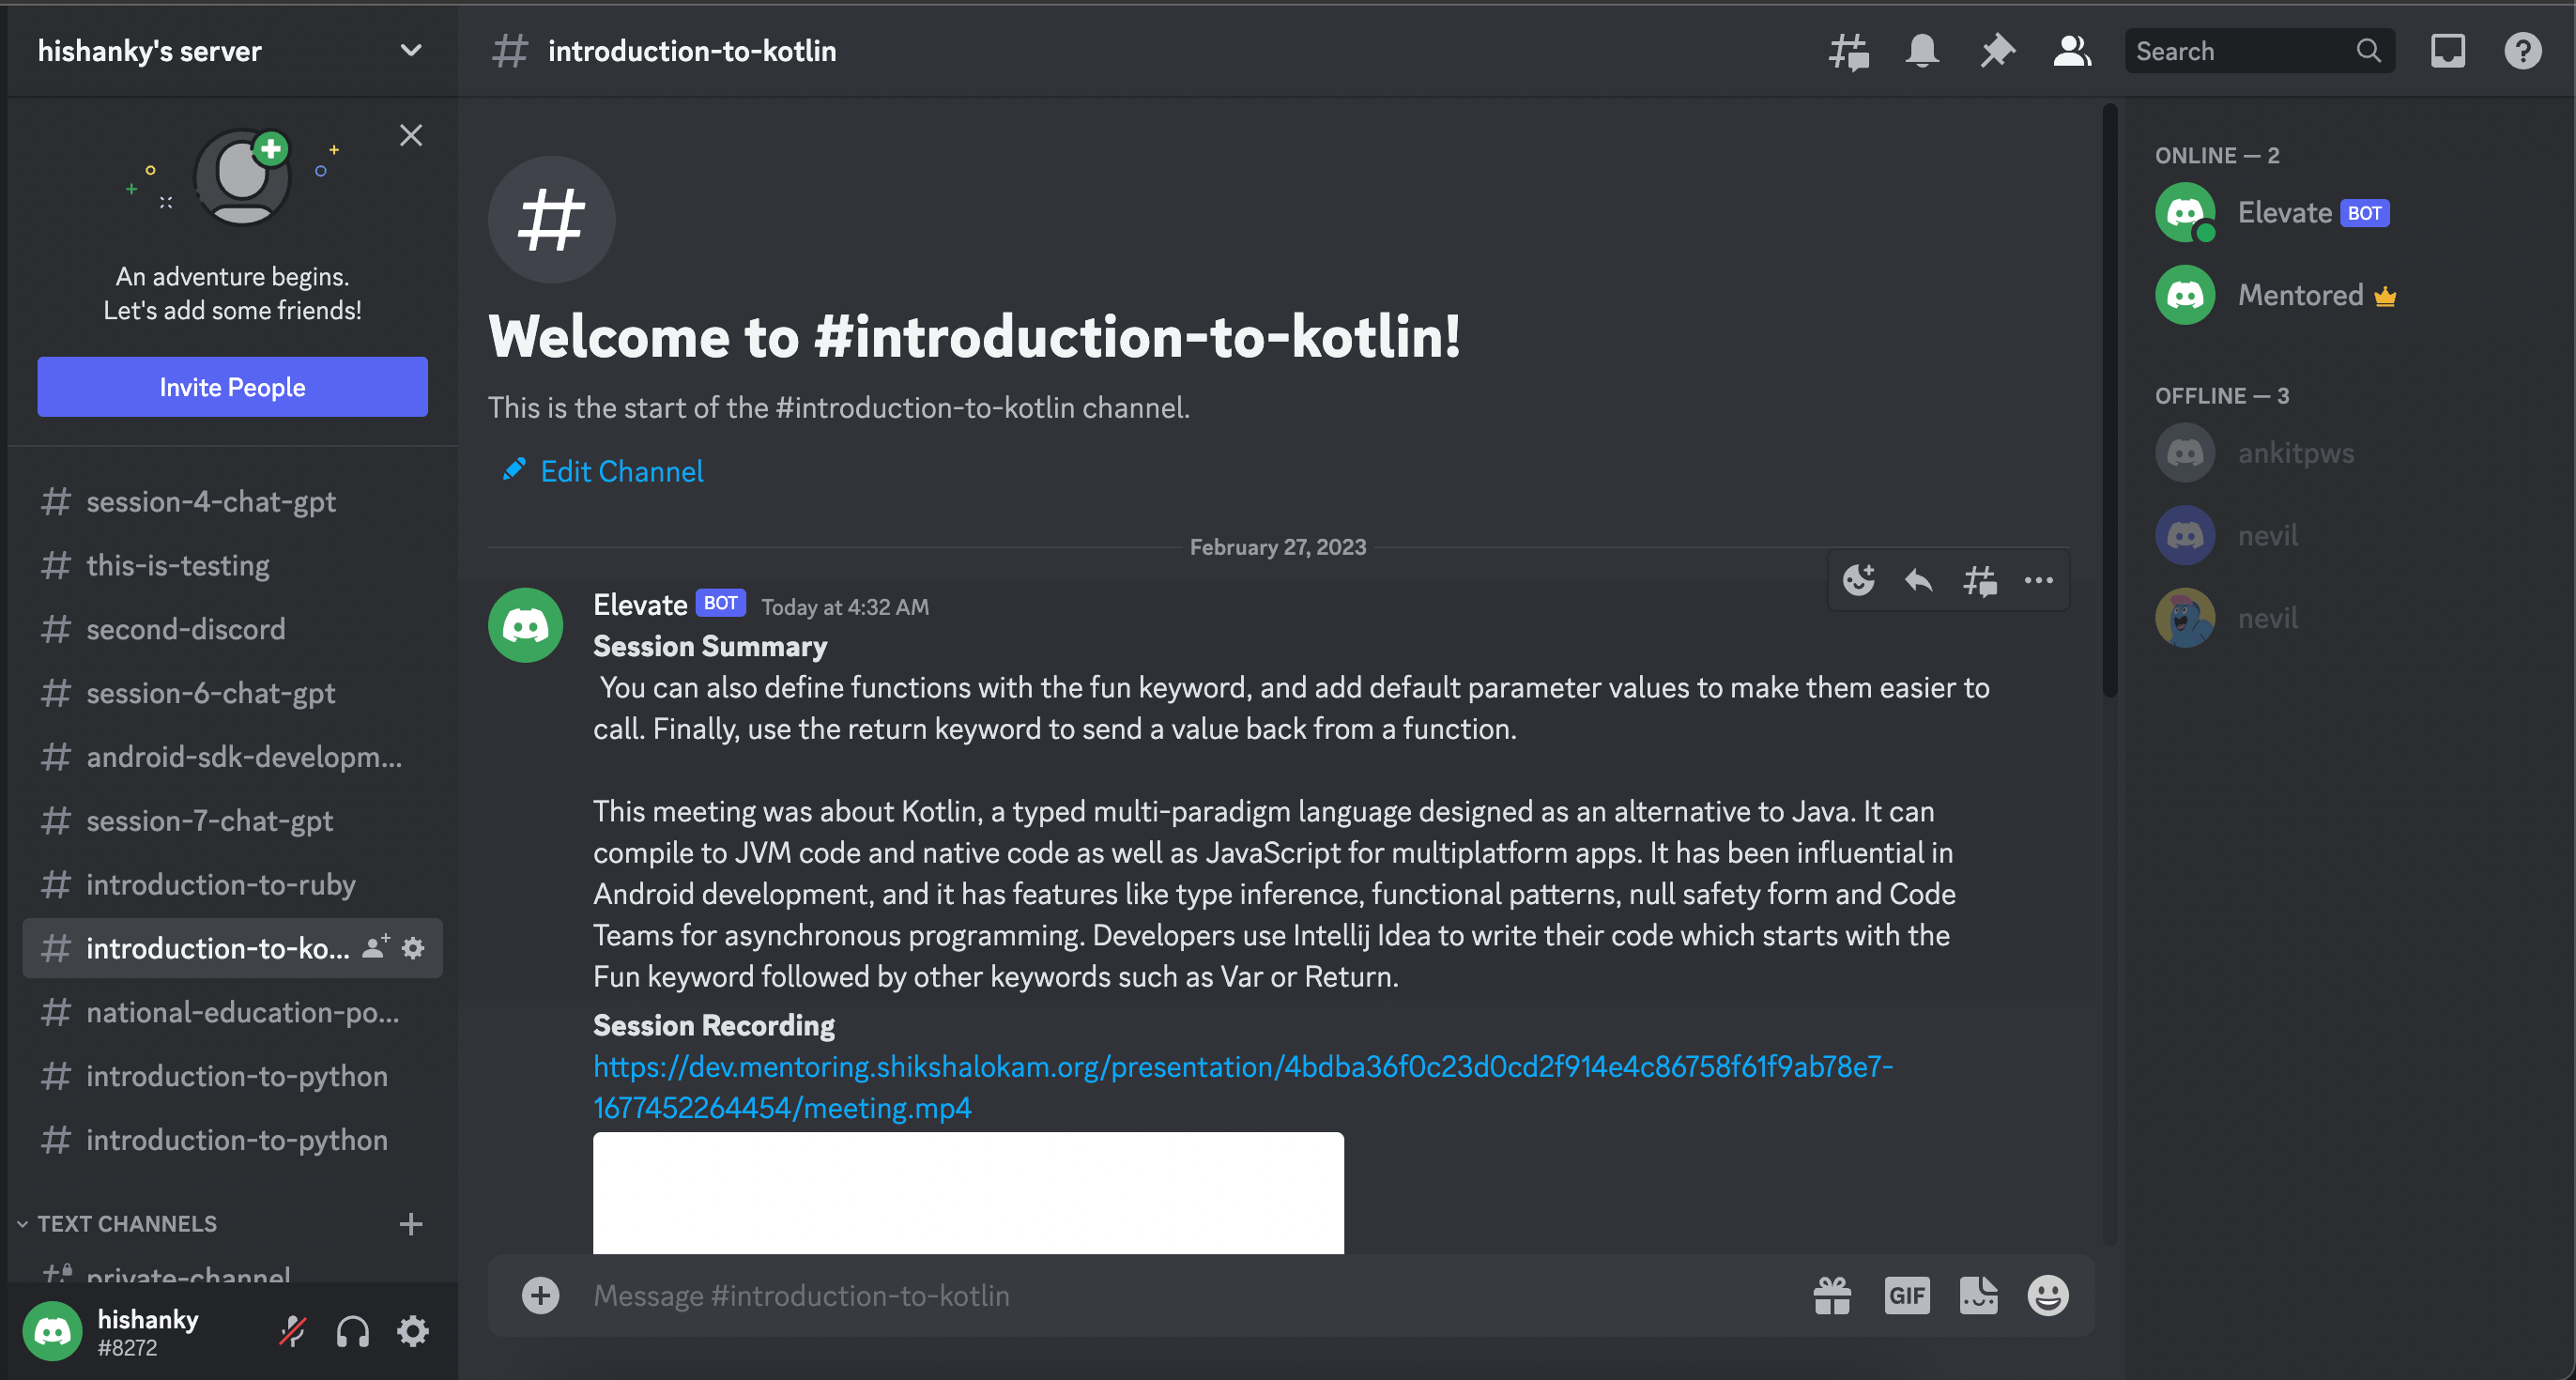 hishanky's server
An adventure begins.
Let's add some friends!
Invite People
session-4-chat-gpt
this-is-testing
second-discord
session-6-chat-gpt
android-sdk-developm...
session-7-chat-gpt
introduction-to-ruby
introduction-to-ko...
national-education-po...
introduction-to-python
introduction-to-python
TEXT CHANNELS
private-channel
hishanky
#8272
# introduction-to-kotlin
Search
#
Welcome to #introduction-to-kotlin!
This is the start of the #introduction-to-kotlin channel.
Edit Channel
February 27, 2023
Elevate BOT Today at 4:32 AM
Session Summary
You can also define functions with the fun keyword, and add default parameter values to make them easier to
call. Finally, use the return keyword to send a value back from a function.
This meeting was about Kotlin, a typed multi-paradigm language designed as an alternative to Java. It can
compile to JVM code and native code as well as JavaScript for multiplatform apps. It has been influential in
Android development, and it has features like type inference, functional patterns, null safety form and Code
Teams for asynchronous programming. Developers use Intellij Idea to write their code which starts with the
Fun keyword followed by other keywords such as Var or Return.
Session Recording
https://dev.mentoring.shikshalokam.org/presentation/4bdba36f0c23d0cd2f914e4c86758f61f9ab78e7-
1677452264454/meeting.mp4
Message #introduction-to-kotlin
GIF
ONLINE — 2
Elevate BOT
Mentored
OFFLINE — 3
ankitpws
nevil
nevil